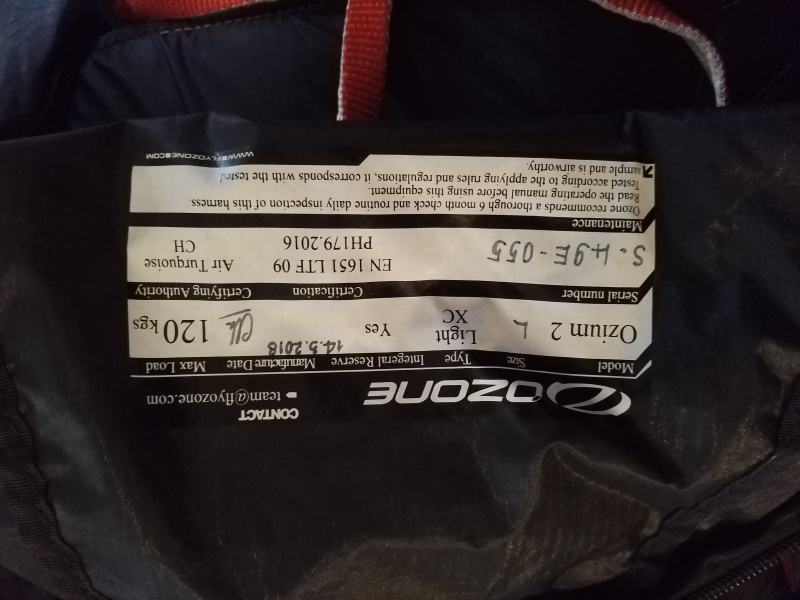 OZONE
CONTACT
team@flyozone.com
Model Size Type Integeral Reserve Manufacture Date Max Load
Ozium 2 L Light XC Yes 14.5.2018 120 kgs
Serial number Certification Certifying Authority
S-49E-055 EN 1651 LTF 09 Air Turquoise
PH179.2016 CH
Maintenance
Ozone recommends a thorough 6 month check and routine daily inspection of this harness.
Read the operating manual before using this equipment.
Tested according to the applying rules and regulations, it corresponds with the tested
sample and is airworthy.
WWW.FLYOZONE.COM